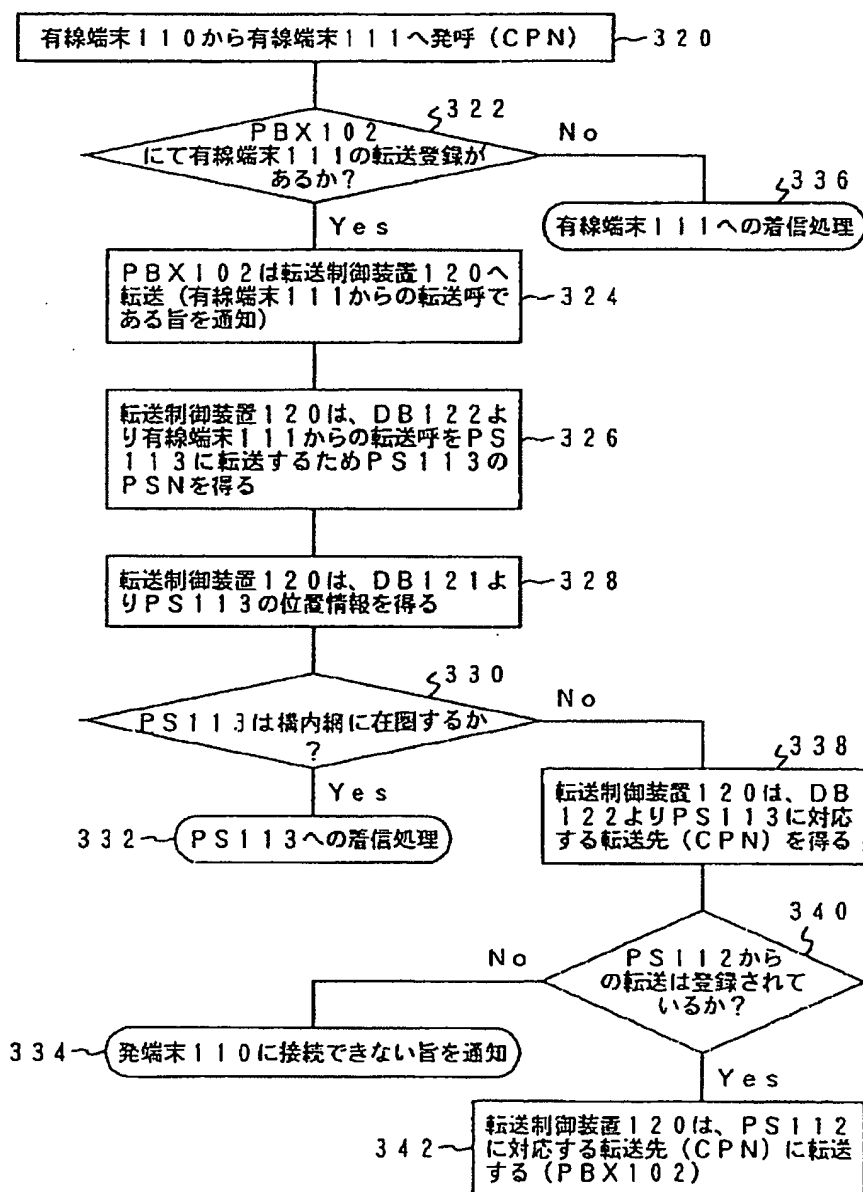 有線端末110から有線端末111へ発呼（CPN）
320
322
PBX102
にて有線端末111の転送登録が
あるか？
No
336
有線端末111への着信処理
Yes
PBX102は転送制御装置120へ
転送（有線端末111からの転送呼で
ある旨を通知）
324
転送制御装置120は、DB122よ
り有線端末111からの転送呼をPS
113に転送するためPS113の
PSNを得る
326
転送制御装置120は、DB121よ
りPS113の位置情報を得る
328
330
PS113は構内網に在圏するか
？
No
Yes
332
PS113への着信処理
338
転送制御装置120は、DB
122よりPS113に対応
する転送先（CPN）を得る
340
PS112から
の転送は登録されて
いるか？
No
334
発端末110に接続できない旨を通知
Yes
342
転送制御装置120は、PS112
に対応する転送先（CPN）に転送
する（PBX102）